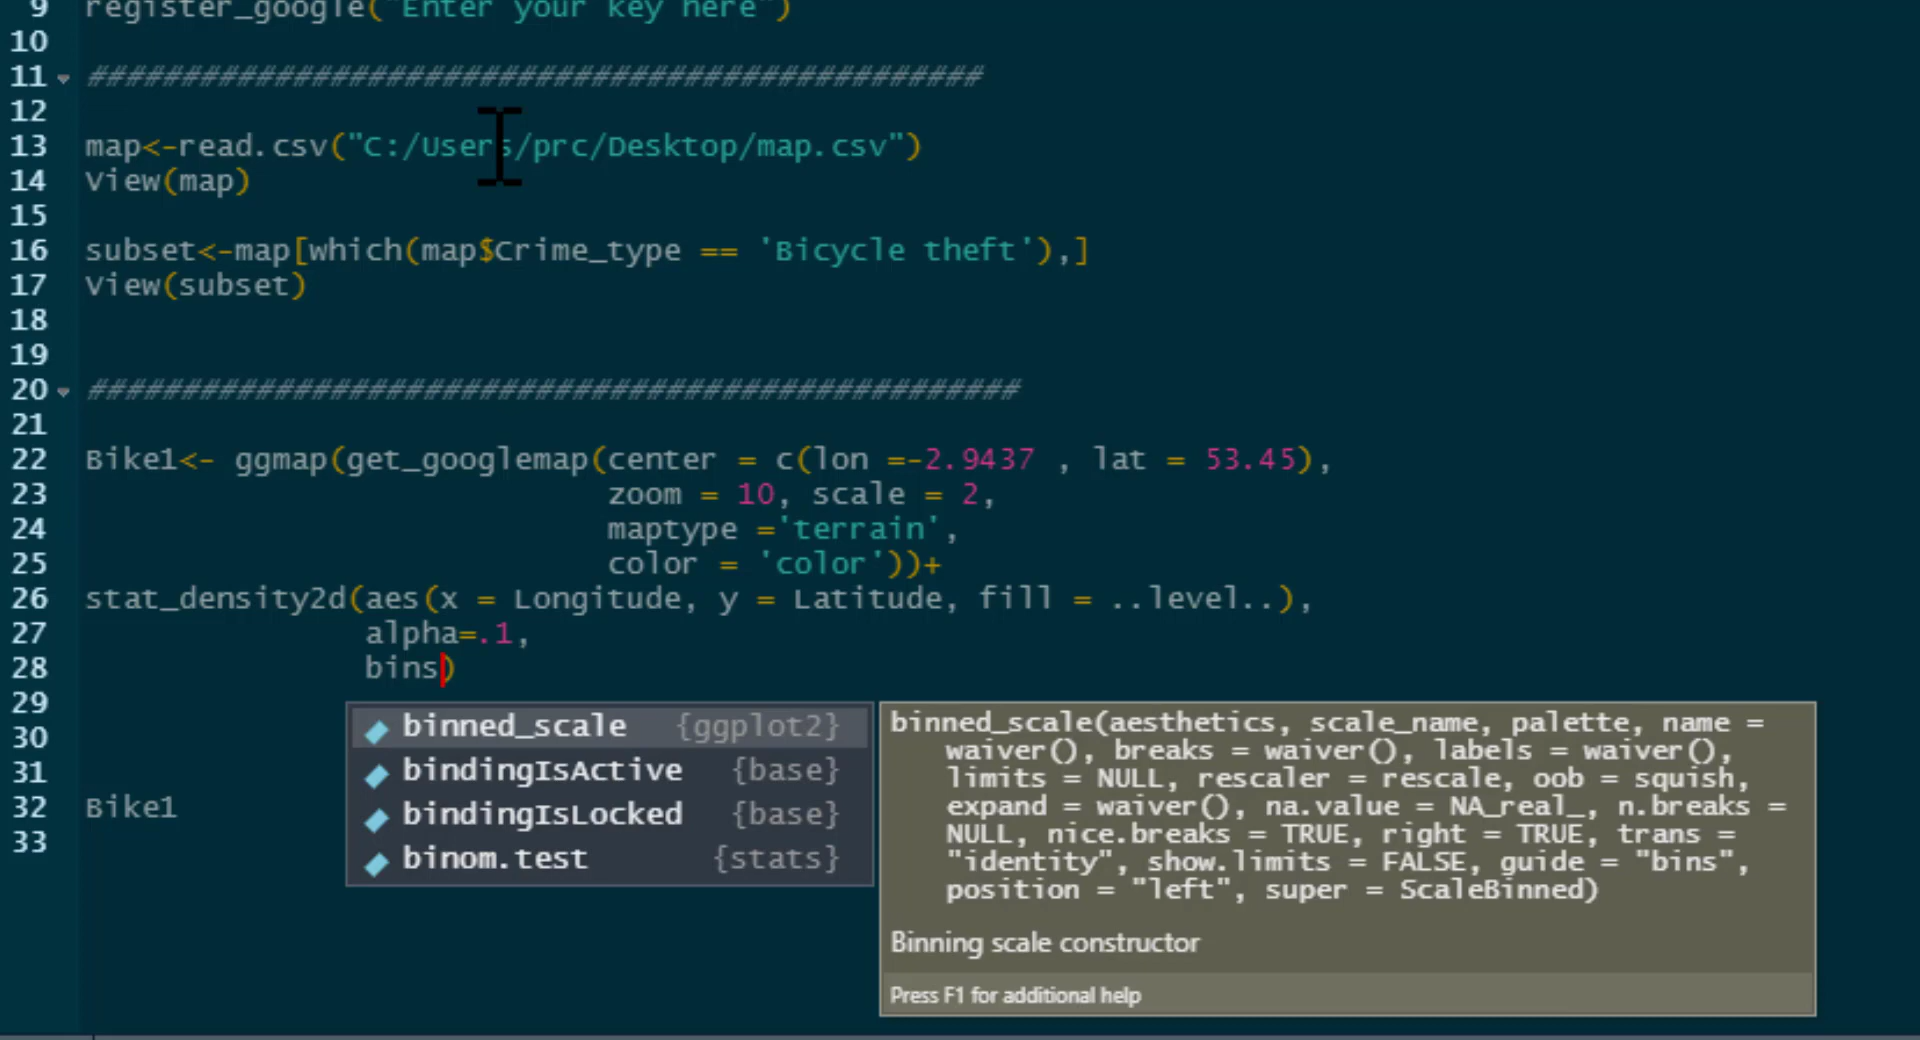 9 register_google("Enter your key here")
10
11 ################################################
12
13 map<-read.csv("C:/Users/prc/Desktop/map.csv")
14 View(map)
15
16 subset<-map[which(map$Crime_type == 'Bicycle theft'),]
17 View(subset)
18
19
20 ##################################################
21
22 Bike1<- ggmap(get_googlemap(center = c(lon =-2.9437 , lat = 53.45),
23 zoom = 10, scale = 2,
24 maptype ='terrain',
25 color = 'color'))+
26 stat_density2d(aes(x = Longitude, y = Latitude, fill = ..level..),
27 alpha=.1,
28 bins)
29
30
31
32 Bike1
33
binned_scale {ggplot2}
bindingIsActive {base}
bindingIsLocked {base}
binom.test {stats}
binned_scale(aesthetics, scale_name, palette, name =
waiver(), breaks = waiver(), labels = waiver(),
limits = NULL, rescaler = rescale, oob = squish,
expand = waiver(), na.value = NA_real_, n.breaks =
NULL, nice.breaks = TRUE, right = TRUE, trans =
"identity", show.limits = FALSE, guide = "bins",
position = "left", super = ScaleBinned)
Binning scale constructor
Press F1 for additional help